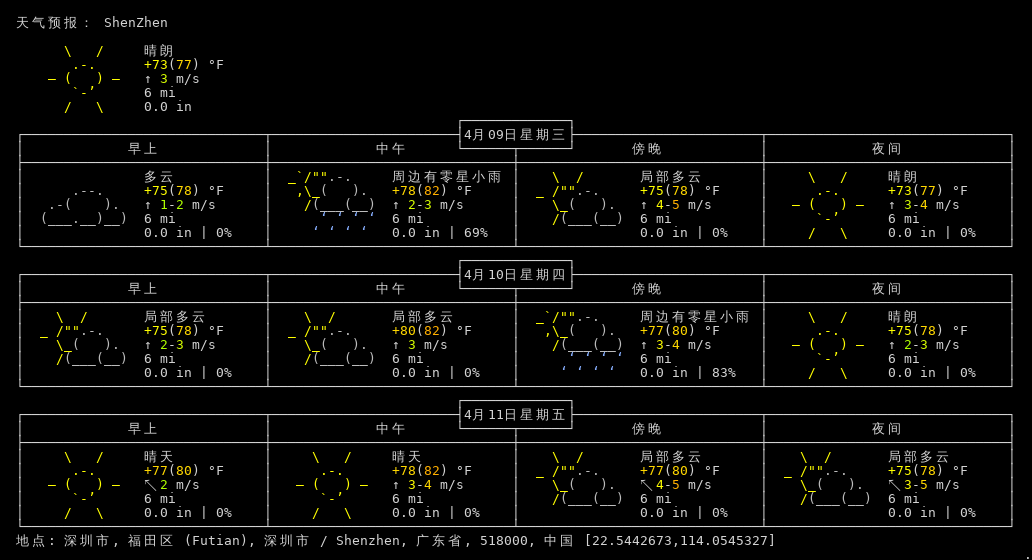 天气预报: ShenZhen
晴朗
+73(77) °F
↑ 3 m/s
6 mi
0.0 in
4月09日星期三
早上 中午 傍晚 夜间
多云 周边有零星小雨 局部多云 晴朗
+75(78) °F +78(82) °F +75(78) °F +73(77) °F
↑ 1-2 m/s ↑ 2-3 m/s ↑ 4-5 m/s ↑ 3-4 m/s
6 mi 6 mi 6 mi 6 mi
0.0 in | 0% 0.0 in | 69% 0.0 in | 0% 0.0 in | 0%
4月10日星期四
早上 中午 傍晚 夜间
局部多云 局部多云 周边有零星小雨 晴朗
+75(78) °F +80(82) °F +77(80) °F +75(78) °F
↑ 2-3 m/s ↑ 3 m/s ↑ 3-4 m/s ↑ 2-3 m/s
6 mi 6 mi 6 mi 6 mi
0.0 in | 0% 0.0 in | 0% 0.0 in | 83% 0.0 in | 0%
4月11日星期五
早上 中午 傍晚 夜间
晴天 晴天 局部多云 局部多云
+77(80) °F +78(82) °F +77(80) °F +75(78) °F
↖ 2 m/s ↑ 3-4 m/s ↖ 4-5 m/s ↖ 3-5 m/s
6 mi 6 mi 6 mi 6 mi
0.0 in | 0% 0.0 in | 0% 0.0 in | 0% 0.0 in | 0%
地点: 深圳市, 福田区 (Futian), 深圳市 / Shenzhen, 广东省, 518000, 中国 [22.5442673,114.0545327]